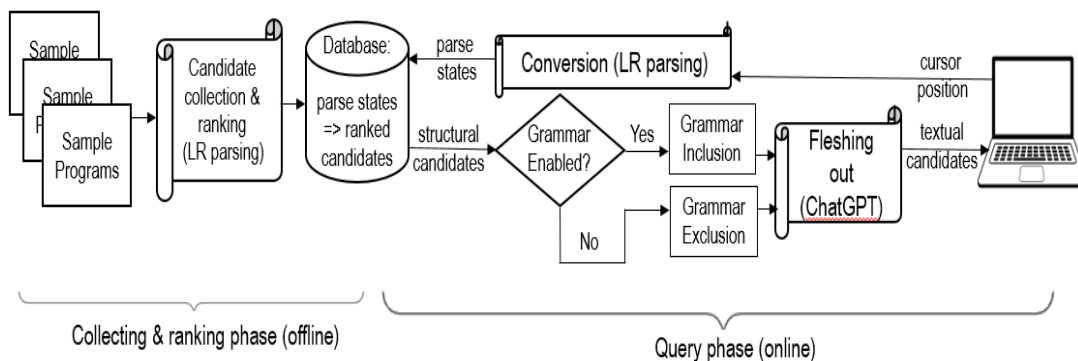 Sample
Sample
Sample
Programs
Candidate
collection &
ranking
(LR parsing)
Database:
parse states
=> ranked
candidates
parse
states
Conversion (LR parsing)
cursor
position
structural
candidates
Grammar
Enabled?
Yes
No
Grammar
Inclusion
Grammar
Exclusion
Fleshing
out
(ChatGPT)
textual
candidates
Collecting & ranking phase (offline)
Query phase (online)